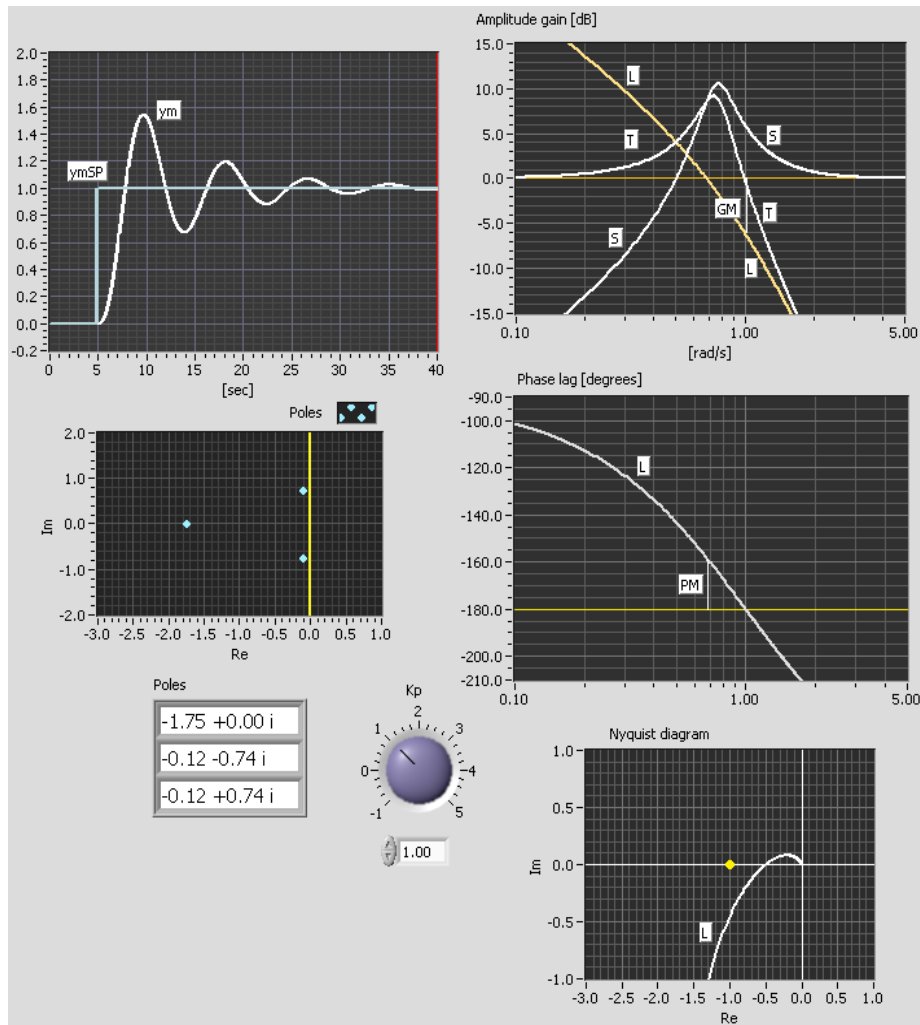 Amplitude gain [dB]
2.0
1.8
1.6
1.4
1.2
1.0
0.8
0.6
0.4
0.2
0.0
-0.2
ym
ymSP
0 5 10 15 20 25 30 35 40
[sec]
15.0
10.0
5.0
0.0
-5.0
-10.0
-15.0
L
T
S
GM
T
S
L
0.10 1.00 5.00
[rad/s]
Phase lag [degrees]
-90.0
-100.0
-120.0
-140.0
-160.0
-180.0
-200.0
-210.0
L
PM
0.10 1.00 5.00
Poles
2.0
1.0
0.0
-1.0
-2.0
Im
-3.0 -2.5 -2.0 -1.5 -1.0 -0.5 0.0 0.5 1.0
Re
Poles
-1.75 +0.00 i
-0.12 -0.74 i
-0.12 +0.74 i
Kp
-1 0 1 2 3 4 5
1.00
Nyquist diagram
1.0
0.5
0.0
-0.5
-1.0
Im
L
-3.0 -2.5 -2.0 -1.5 -1.0 -0.5 0.0 0.5 1.0
Re